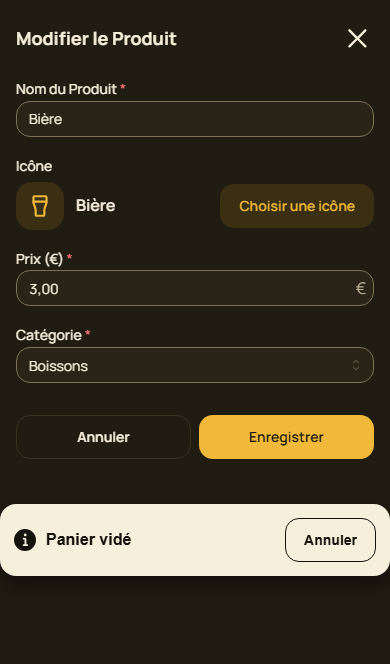 Modifier le Produit
Nom du Produit *
Bière
Icône
Bière
Choisir une icône
Prix (€) *
3,00
€
Catégorie *
Boissons
Annuler
Enregistrer
Panier vidé
Annuler